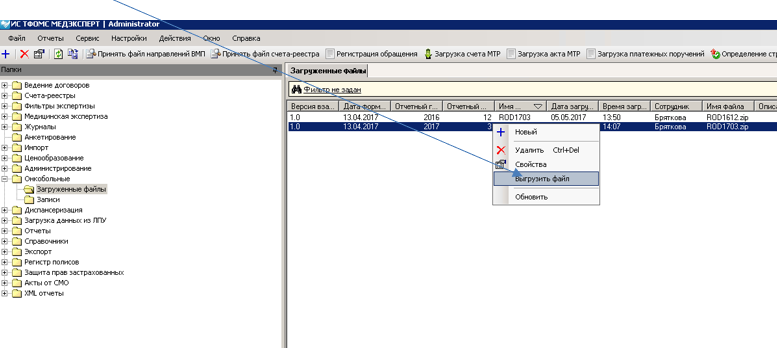 ИС ТФОМС МЕДЭКСПЕРТ | Administrator
Файл Отчеты Сервис Настройки Действия Окно Справка
Принять файл направлений ВМП Принять файл счета-реестра Регистрация обращения Загрузка счета МТР Загрузка акта МТР Загрузка платежных поручений Определение стр
Папки
Загруженные файлы
Фильтр не задан
Версия вза... Дата форм... Отчетный г... Отчетный ... Имя ... Дата загру... Время загр... Сотрудник Имя файла Описа
1.0 13.04.2017 2016 12 ROD1703 05.05.2017 13:50 Бряткова ROD1612.zip
1.0 13.04.2017 2017 3 14:07 Бряткова ROD1703.zip
Новый
Удалить Ctrl+Del
Свойства
Выгрузить файл
Обновить
Ведение договоров
Счета-реестры
Фильтры экспертизы
Медицинская экспертиза
Журналы
Анкетирование
Импорт
Ценообразование
Администрирование
Онкобольные
Загруженные файлы
Записи
Диспансеризация
Загрузка данных из ЛПУ
Отчеты
Справочники
Экспорт
Регистр полисов
Защита прав застрахованных
Акты от СМО
XML отчеты